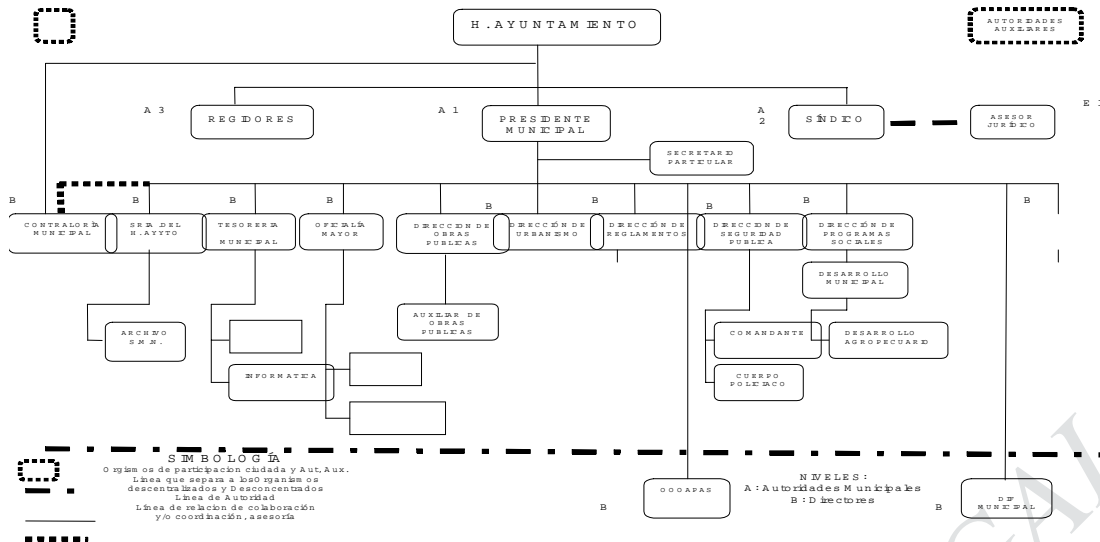 H. AYUNTAMIENTO
AUTORIDADES
AUXILIARES
A 3
REGIDORES
A 1
PRESIDENTE
MUNICIPAL
A
2
SÍNDICO
ASESOR
JURÍDICO
SECRETARIO
PARTICULAR
B
B
B
B
B
B
B
B
B
B
CONTRALORÍA
MUNICIPAL
SRIA. DEL
H. AYYTO
TESORERIA
MUNICIPAL
OFICIALÍA
MAYOR
DIRECCION DE
OBRAS
PUBLICAS
DIRECCIÓN DE
URBANISMO
DIRECCIÓN DE
REGLAMENTOS
DIRECCIÓN DE
SEGURIDAD
PUBLICA
DIRECCIÓN DE
PROGRAMAS
SOCIALES
DESARROLLO
MUNICIPAL
ARCHIVO
S.M.N.
INFORMATICA
AUXILIAR DE
OBRAS
PUBLICAS
COMANDANTE
DESARROLLO
AGROPECUARIO
CUERPO
POLICIACO
SIMBOLOGÍA
Orgismos de participacion ciudada y Aut, Aux.
Linea que separa a los Organismos
descentralizados y Desconcentrados
Linea de Autoridad
Linea de relacion de colaboración
y/o coordinación, asesoría
B
OOOAPAS
NIVELES:
A: Autoridades Municipales
B: Directores
B
DIF
MUNICIPAL